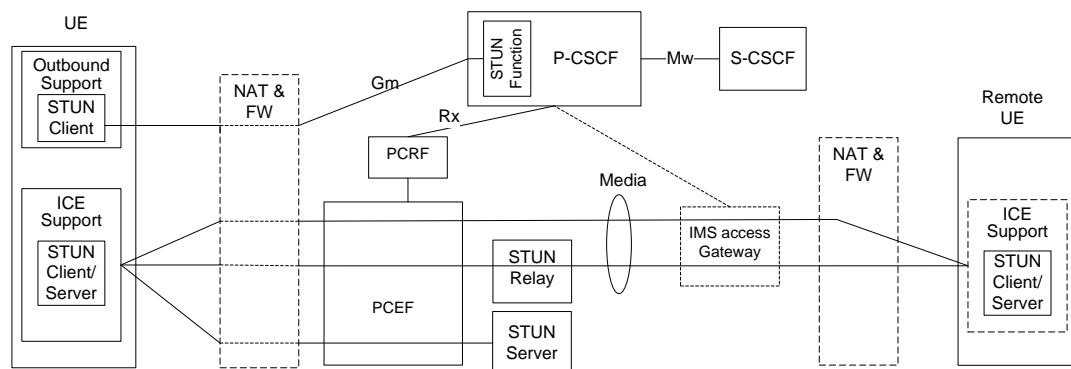 UE
Outbound
Support
STUN
Client
NAT &
FW
Gm
STUN
Function
P-CSCF
Mw
S-CSCF
Rx
PCRF
Remote
UE
NAT &
FW
Media
ICE
Support
STUN
Client/
Server
PCEF
STUN
Relay
STUN
Server
IMS access
Gateway
ICE
Support
STUN
Client/
Server